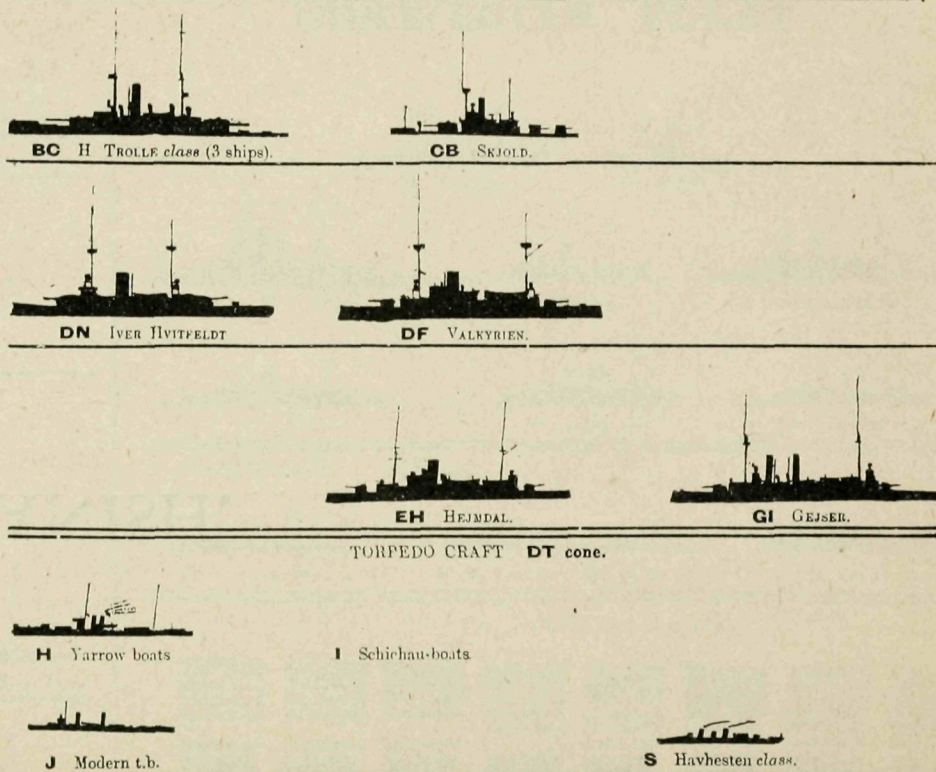 BC H TROLLE class (3 ships).
CB SKJOLD.
DN IVER HVITFELDT
DF VALKYRIEN.
EH HEJMDAL.
GI GEJSER.
TORPEDO CRAFT DT cone.
H Yarrow boats
I Schichau-boats
J Modern t.b.
S Havhesten class.